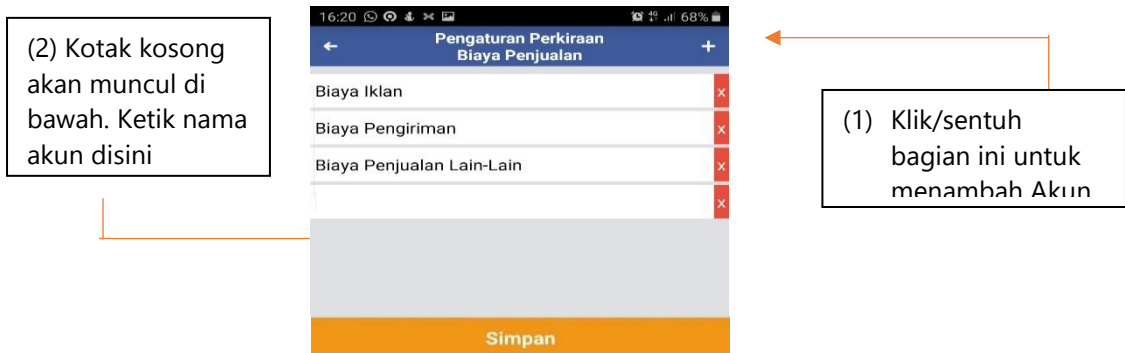 (2) Kotak kosong
akan muncul di
bawah. Ketik nama
akun disini
16:20 68%
← Pengaturan Perkiraan +
Biaya Penjualan
Biaya Iklan x
Biaya Pengiriman x
Biaya Penjualan Lain-Lain x
x
Simpan
(1) Klik/sentuh
bagian ini untuk
menambah Akun